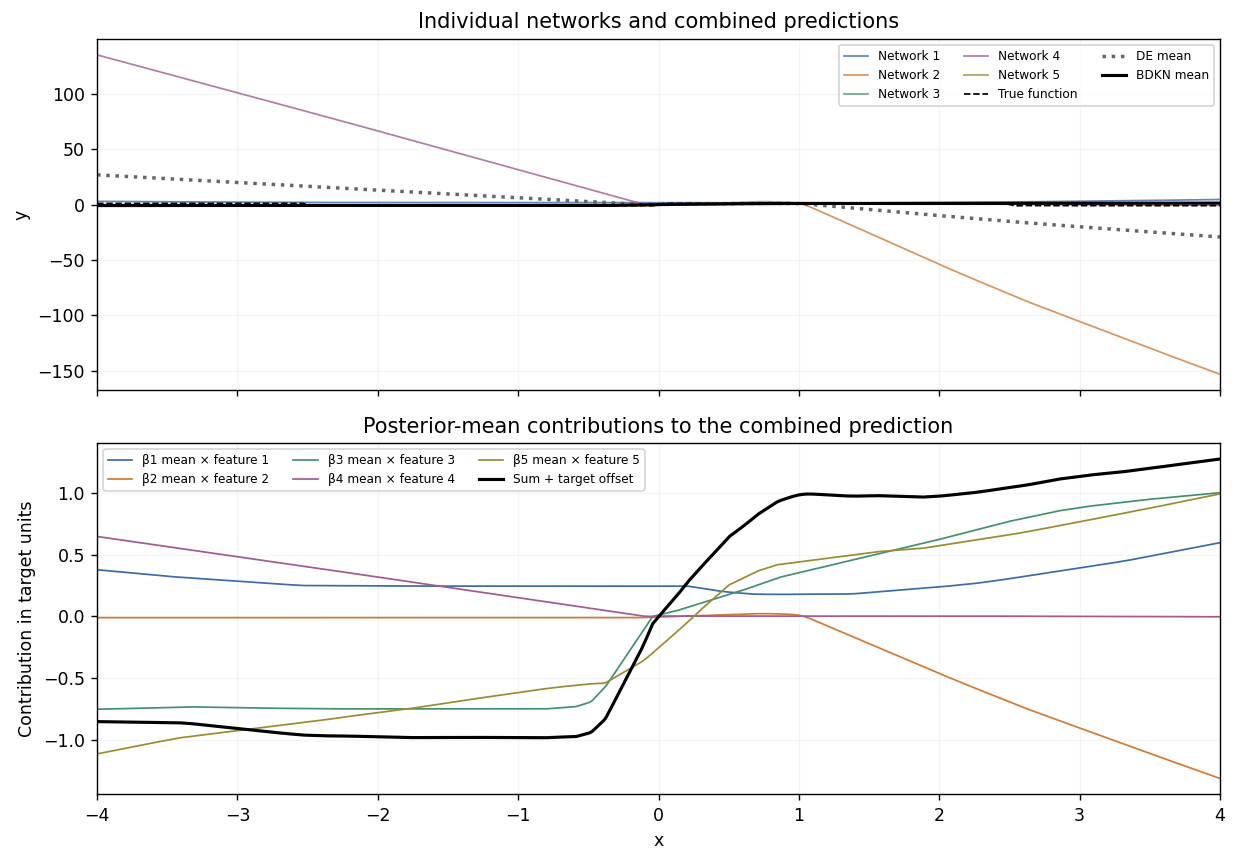 Individual networks and combined predictions
Network 1 Network 4 DE mean
Network 2 Network 5 BDKN mean
Network 3 True function
100
50
0
−50
−100
−150
y
Posterior-mean contributions to the combined prediction
β1 mean × feature 1 β3 mean × feature 3 β5 mean × feature 5
β2 mean × feature 2 β4 mean × feature 4 Sum + target offset
1.0
0.5
0.0
−0.5
−1.0
Contribution in target units
−4 −3 −2 −1 0 1 2 3 4
x